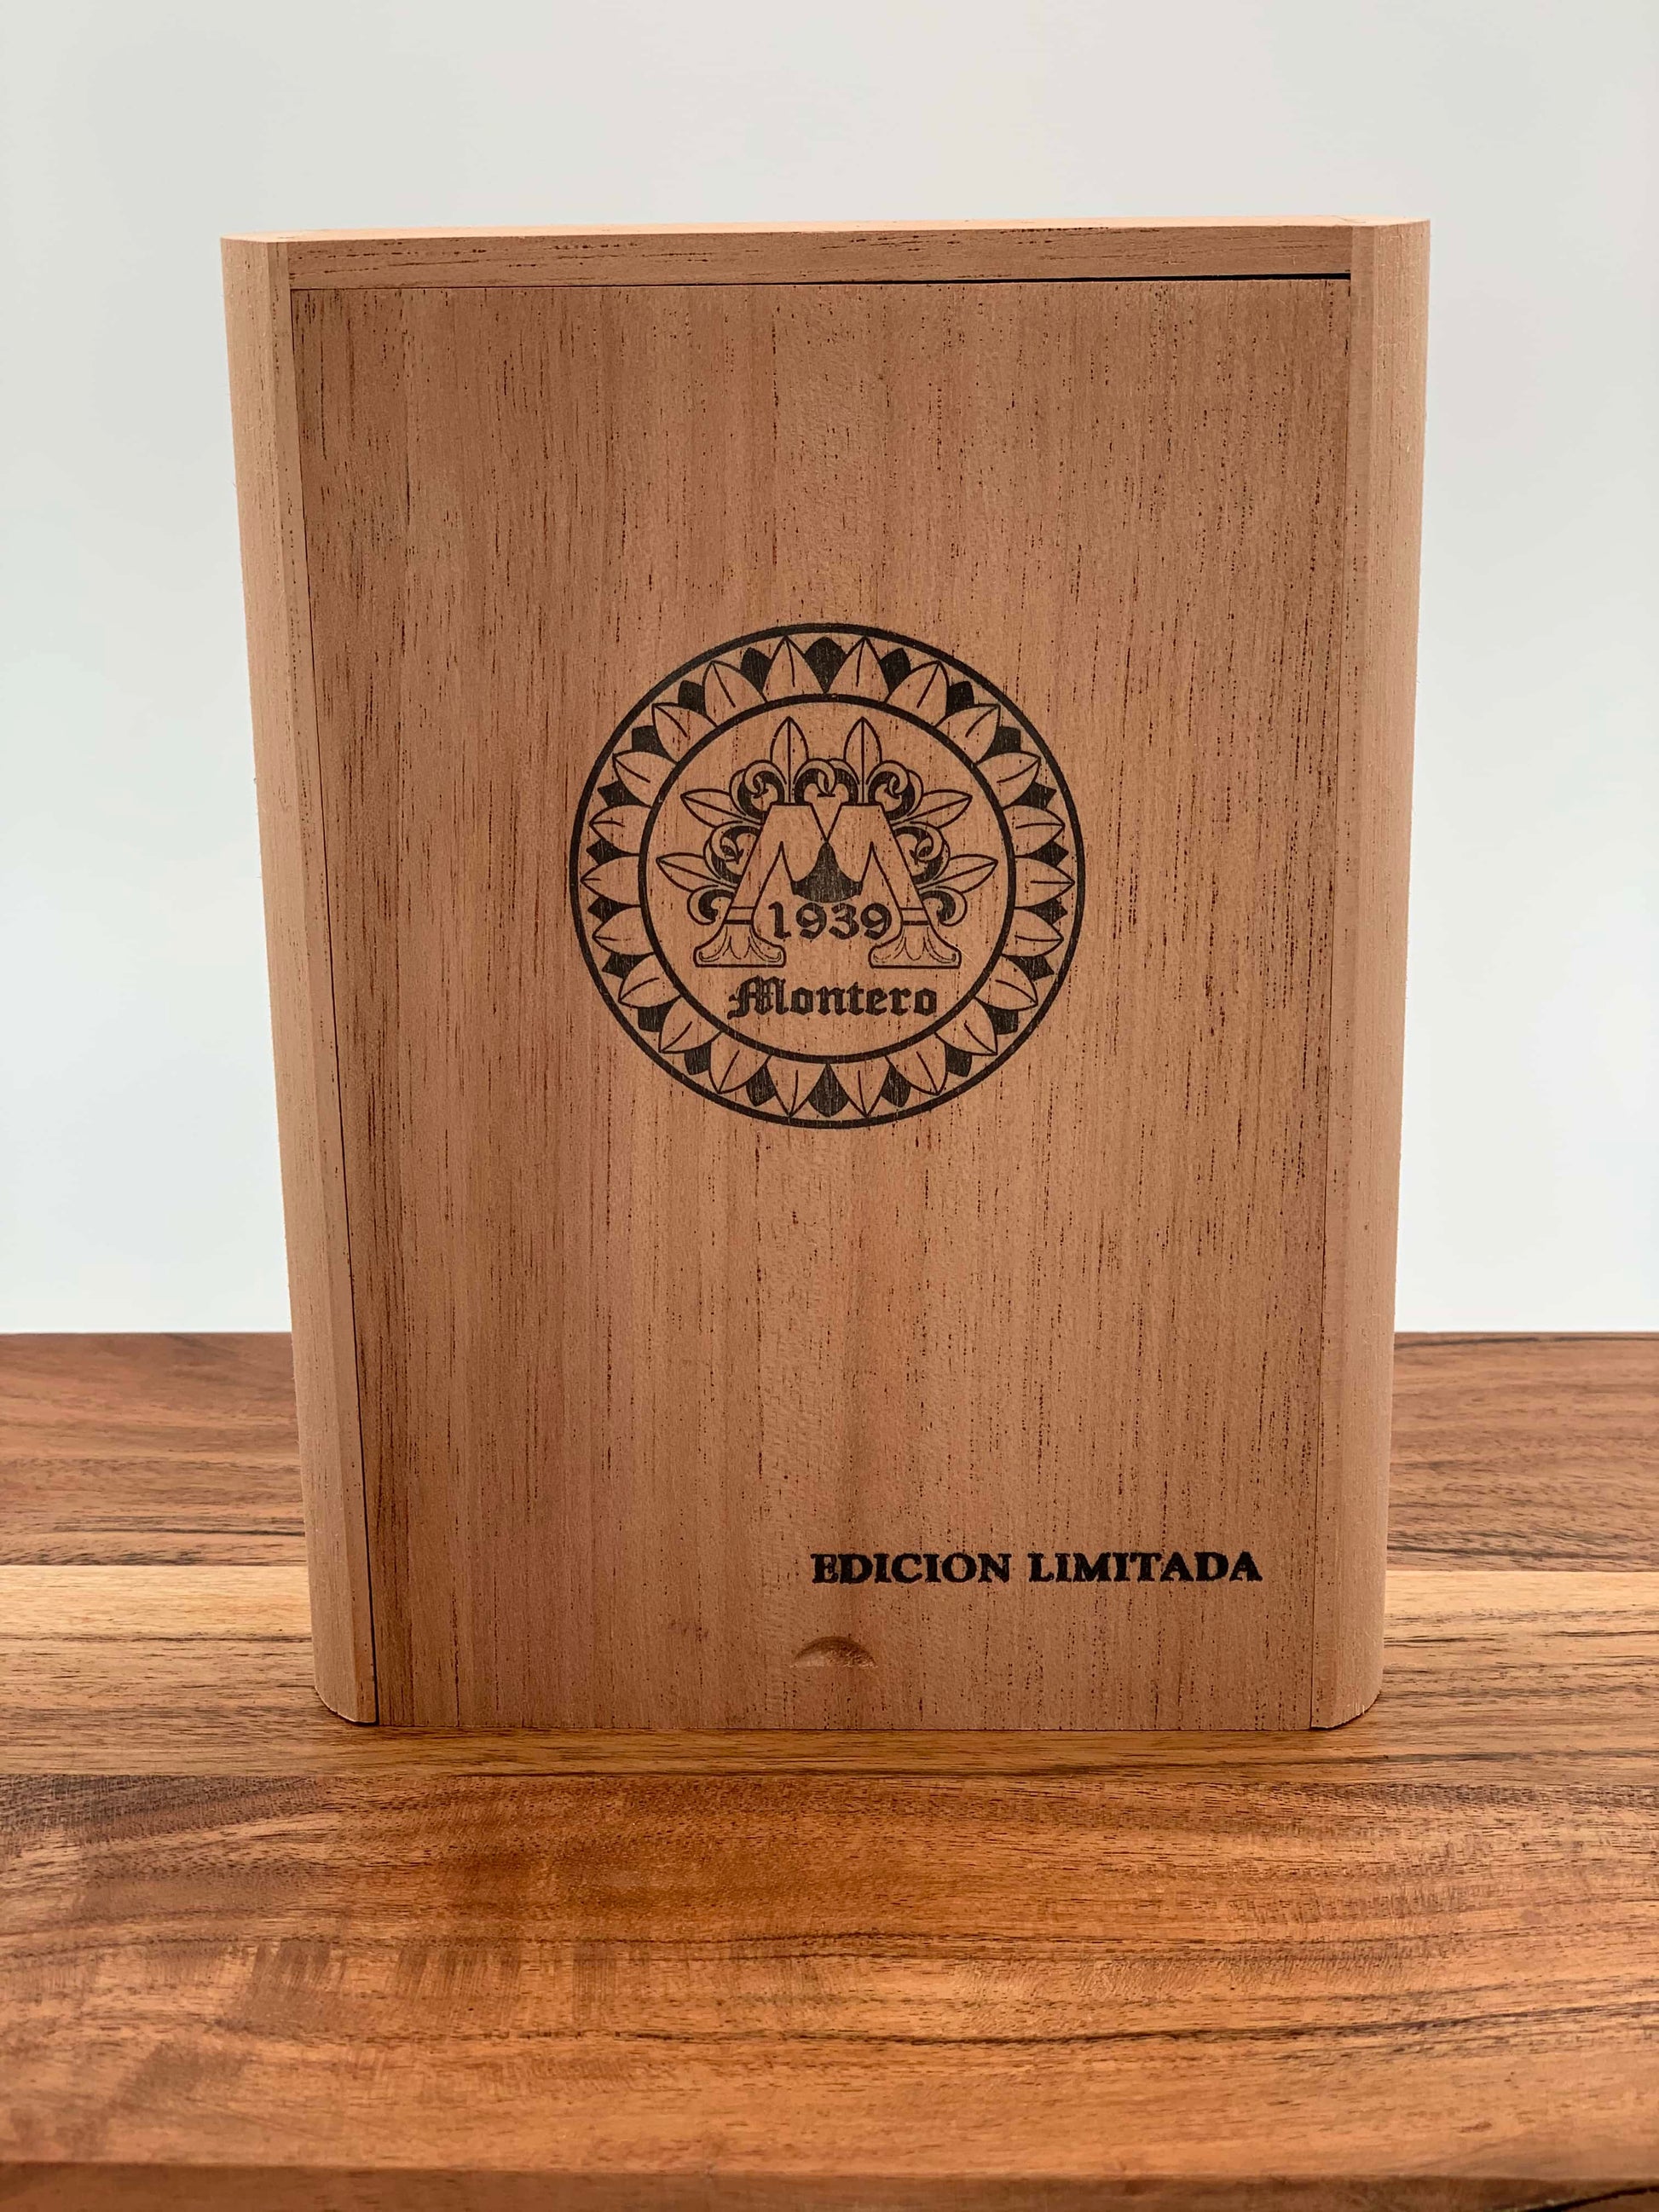 M
1939
Montero
EDICION LIMITADA